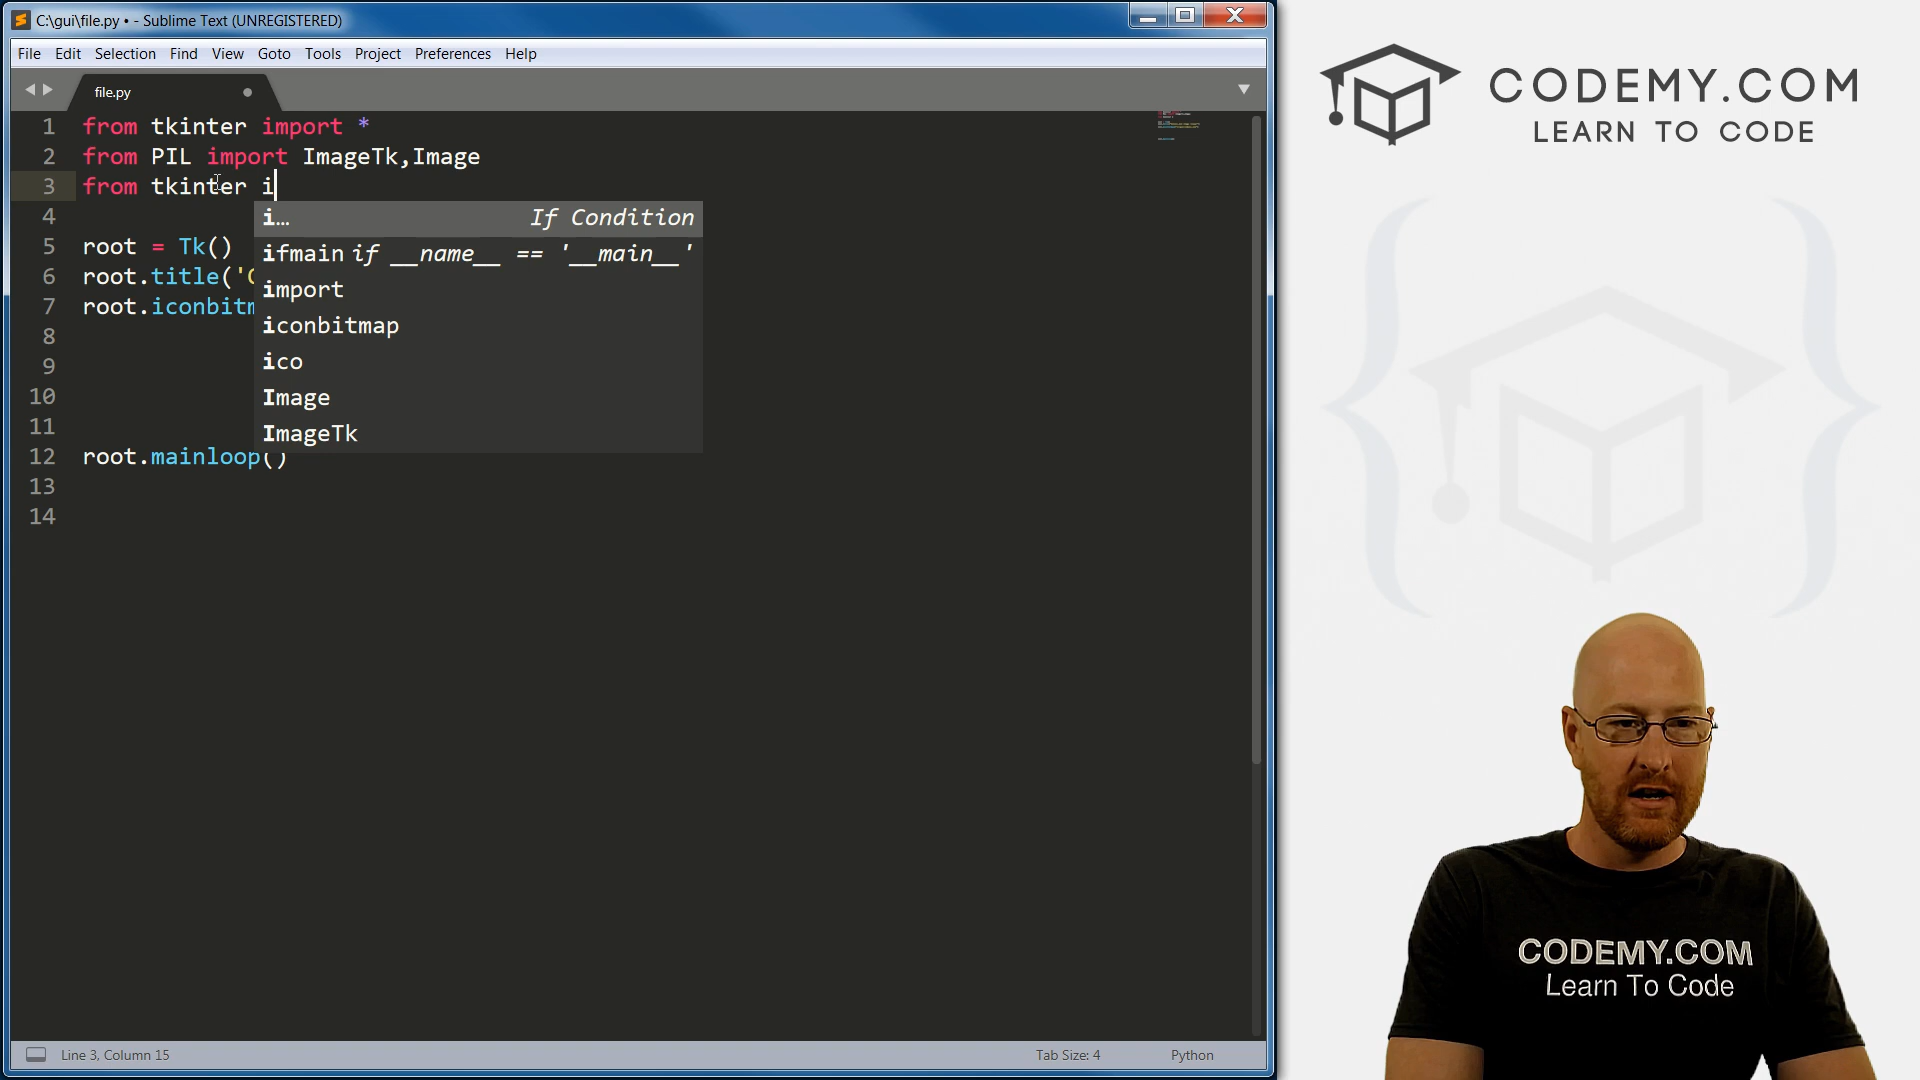 C:\gui\file.py • - Sublime Text (UNREGISTERED)
File Edit Selection Find View Goto Tools Project Preferences Help
file.py
1 from tkinter import *
2 from PIL import ImageTk,Image
3 from tkinter i
4
i… If Condition
5 root = Tk()
ifmain if __name__ == '__main__'
6 root.title('
import
7 root.iconbit
iconbitmap
8
ico
9
Image
10
ImageTk
11
12 root.mainloop()
13
14
Line 3, Column 15 Tab Size: 4 Python
CODEMY.COM
LEARN TO CODE
CODEMY.COM
Learn To Code